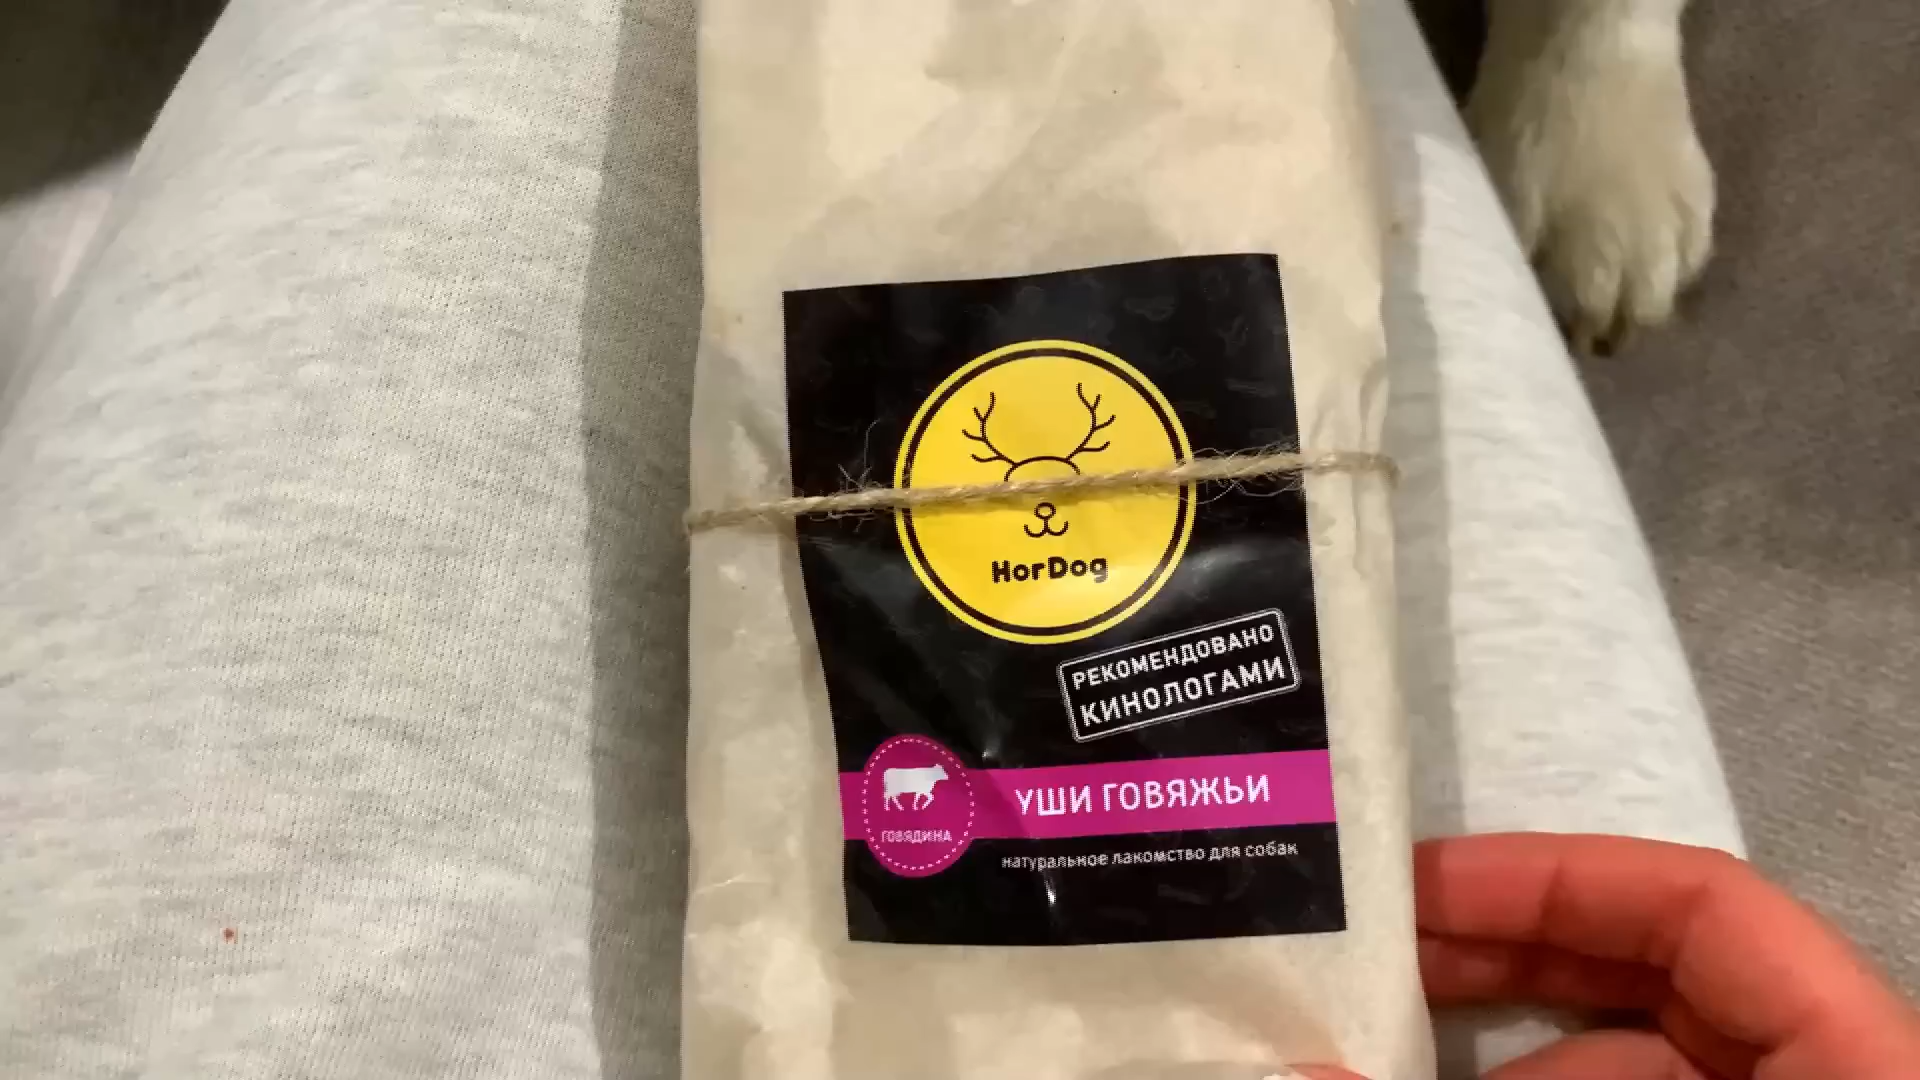 HorDog
РЕКОМЕНДОВАНО
КИНОЛОГАМИ
УШИ ГОВЯЖЬИ
ГОВЯДИНА
натуральное лакомство для собак